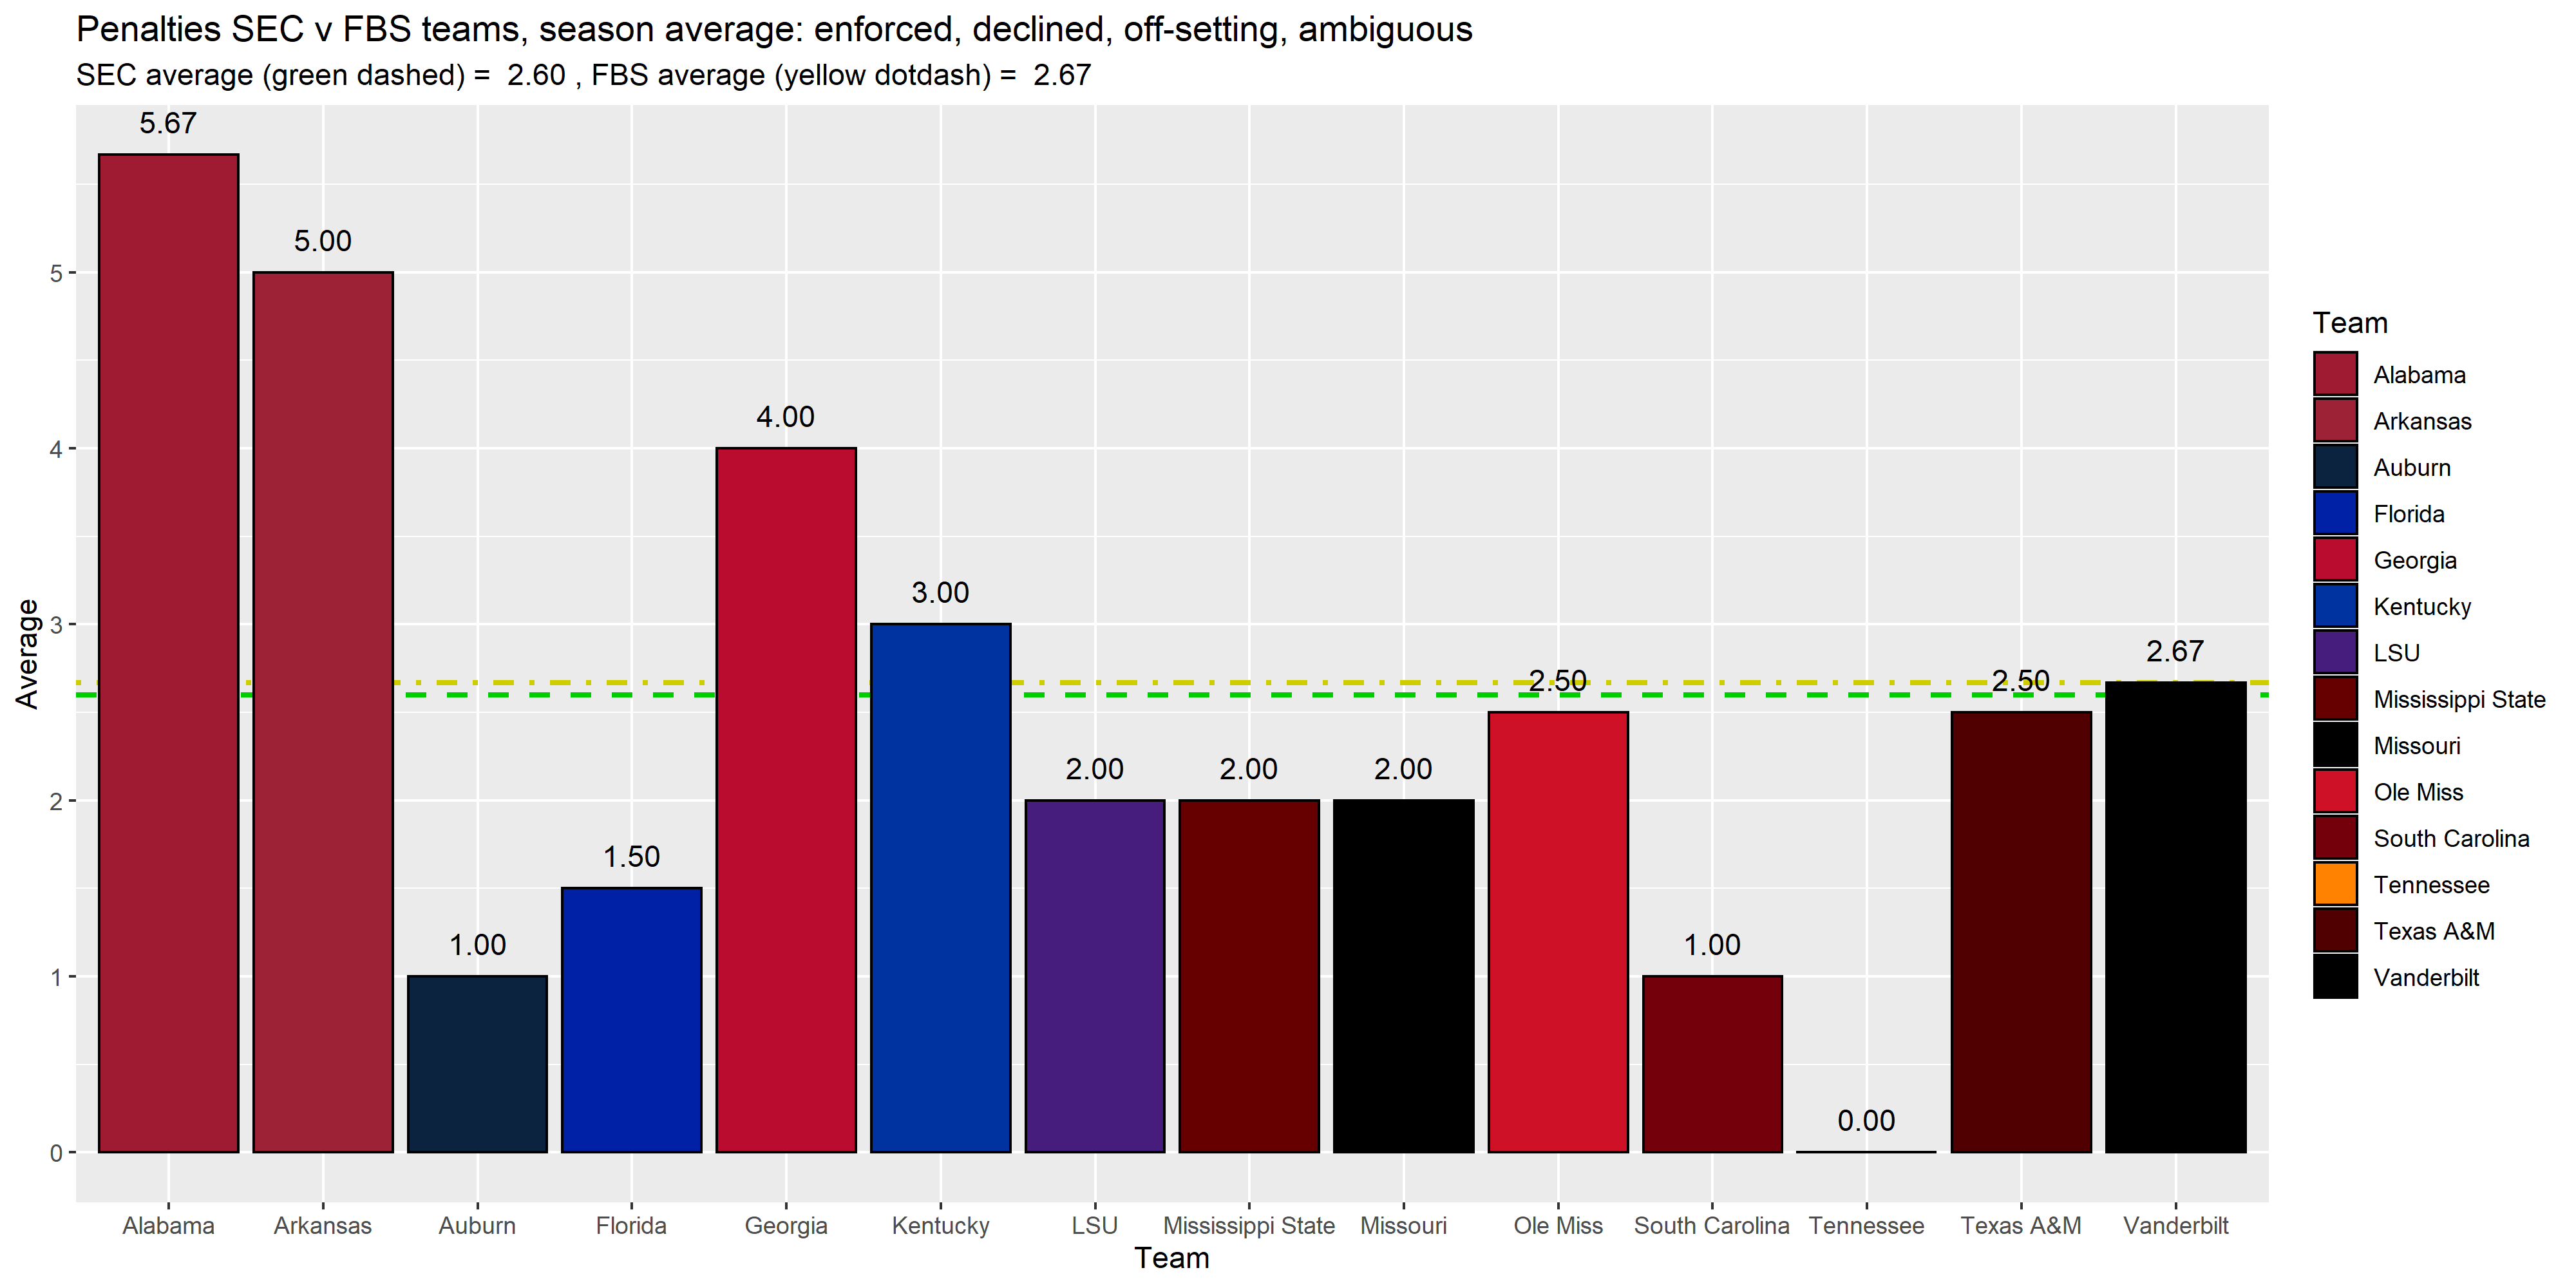 Penalties SEC v FBS teams, season average: enforced, declined, off-setting, ambiguous
SEC average (green dashed) =  2.60 , FBS average (yellow dotdash) =  2.67
5.67
5.00
4.00
3.00
2.67
2.50
2.50
2.00
2.00
2.00
1.50
1.00
1.00
0.00
5
4
3
2
1
0
Average
Alabama
Arkansas
Auburn
Florida
Georgia
Kentucky
LSU
Mississippi State
Missouri
Ole Miss
South Carolina
Tennessee
Texas A&M
Vanderbilt
Team
Team
Alabama
Arkansas
Auburn
Florida
Georgia
Kentucky
LSU
Mississippi State
Missouri
Ole Miss
South Carolina
Tennessee
Texas A&M
Vanderbilt